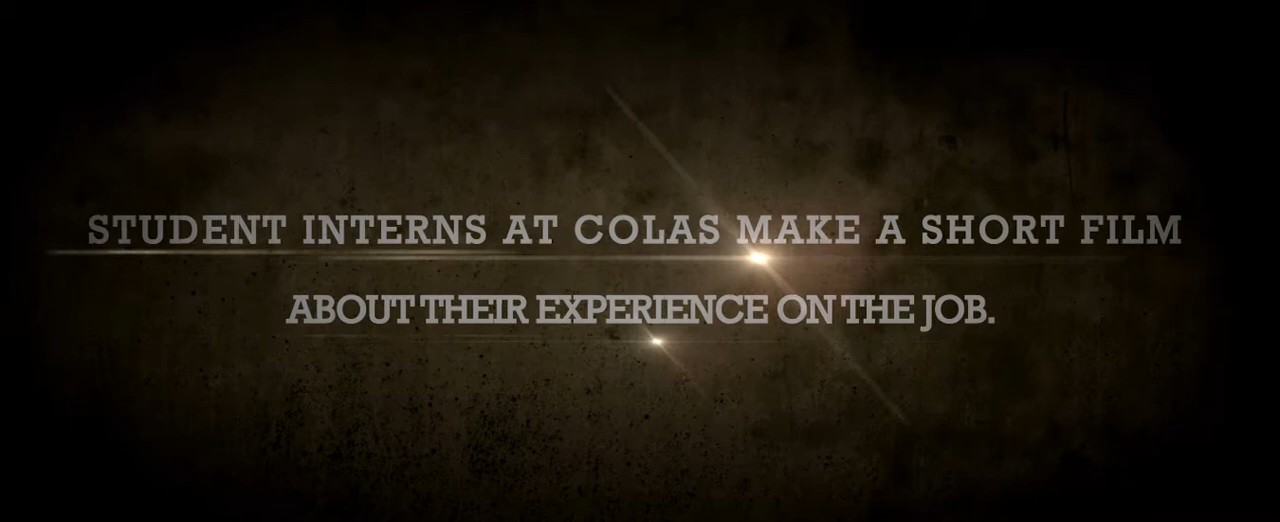 STUDENT INTERNS AT COLAS MAKE A SHORT FILM
ABOUT THEIR EXPERIENCE ON THE JOB.